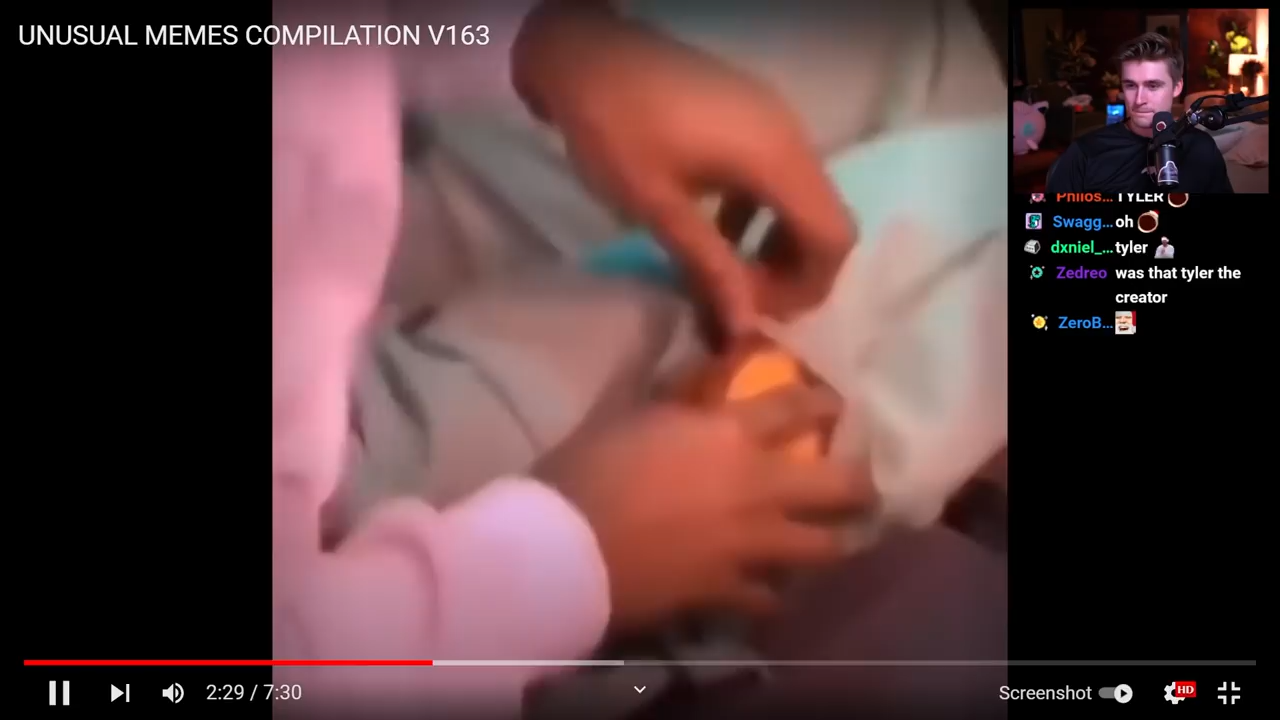 UNUSUAL MEMES COMPILATION V163
Philos... TYLER
Swagg... oh
dxniel_... tyler
Zedreo was that tyler the
creator
ZeroB...
2:29 / 7:30
Screenshot
HD